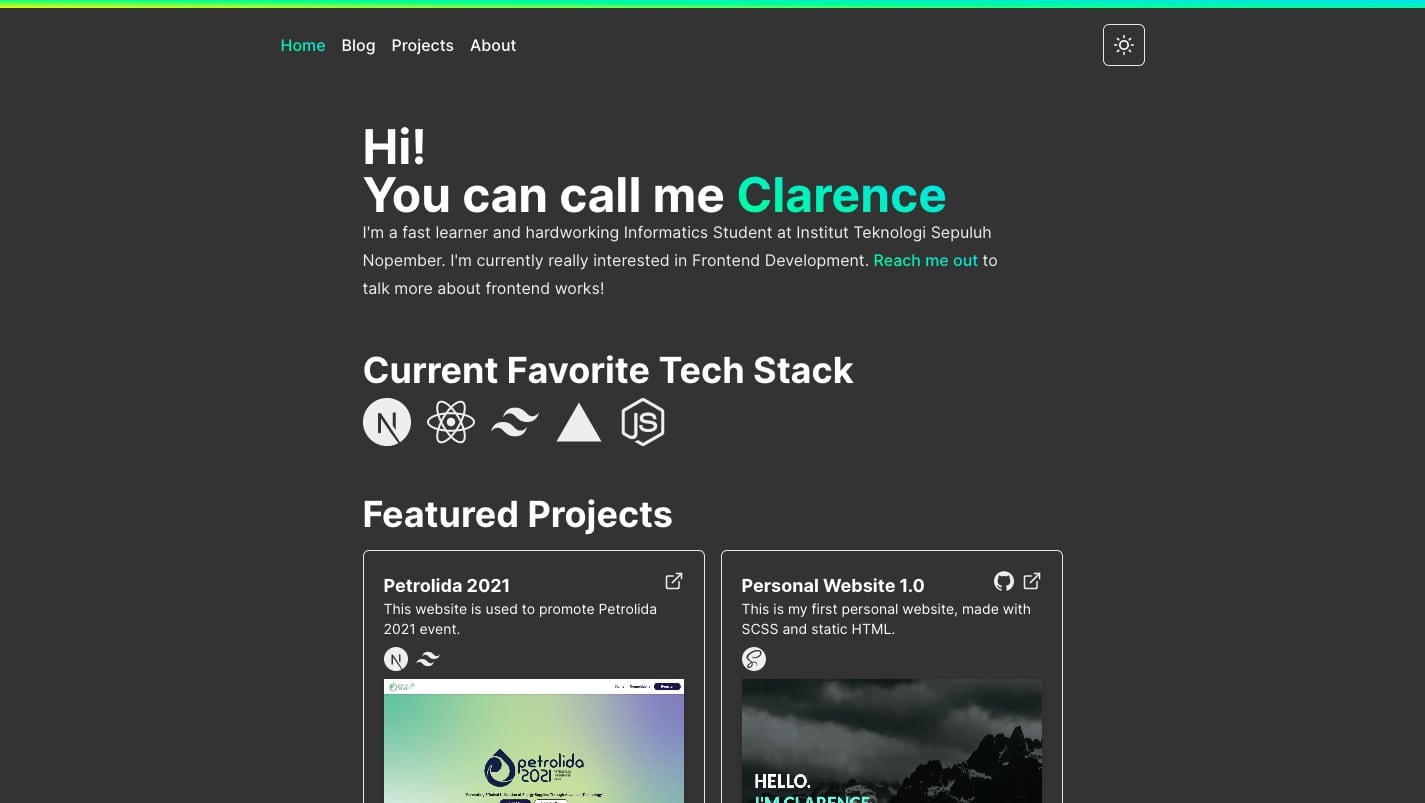 Home Blog Projects About
Hi!
You can call me Clarence
I'm a fast learner and hardworking Informatics Student at Institut Teknologi Sepuluh
Nopember. I'm currently really interested in Frontend Development. Reach me out to
talk more about frontend works!
Current Favorite Tech Stack
N JS
Featured Projects
Petrolida 2021
This website is used to promote Petrolida
2021 event.
N
petrolida
2021
Personal Website 1.0
This is my first personal website, made with
SCSS and static HTML.
HELLO.
I'M CLARENCE